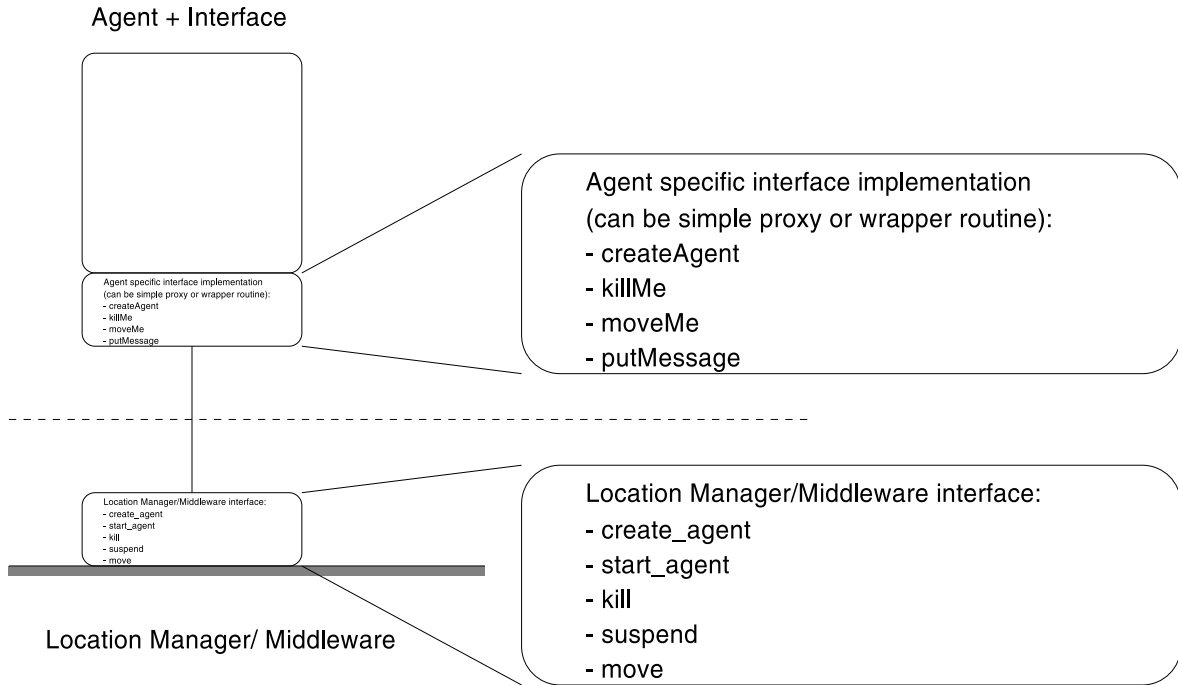 Agent + Interface
Agent specific interface implementation
(can be simple proxy or wrapper routine):
- createAgent
- killMe
- moveMe
- putMessage
Agent specific interface implementation
(can be simple proxy or wrapper routine):
- createAgent
- killMe
- moveMe
- putMessage
Location Manager/Middleware interface:
- create_agent
- start_agent
- kill
- suspend
- move
Location Manager/Middleware interface:
- create_agent
- start_agent
- kill
- suspend
- move
Location Manager/ Middleware